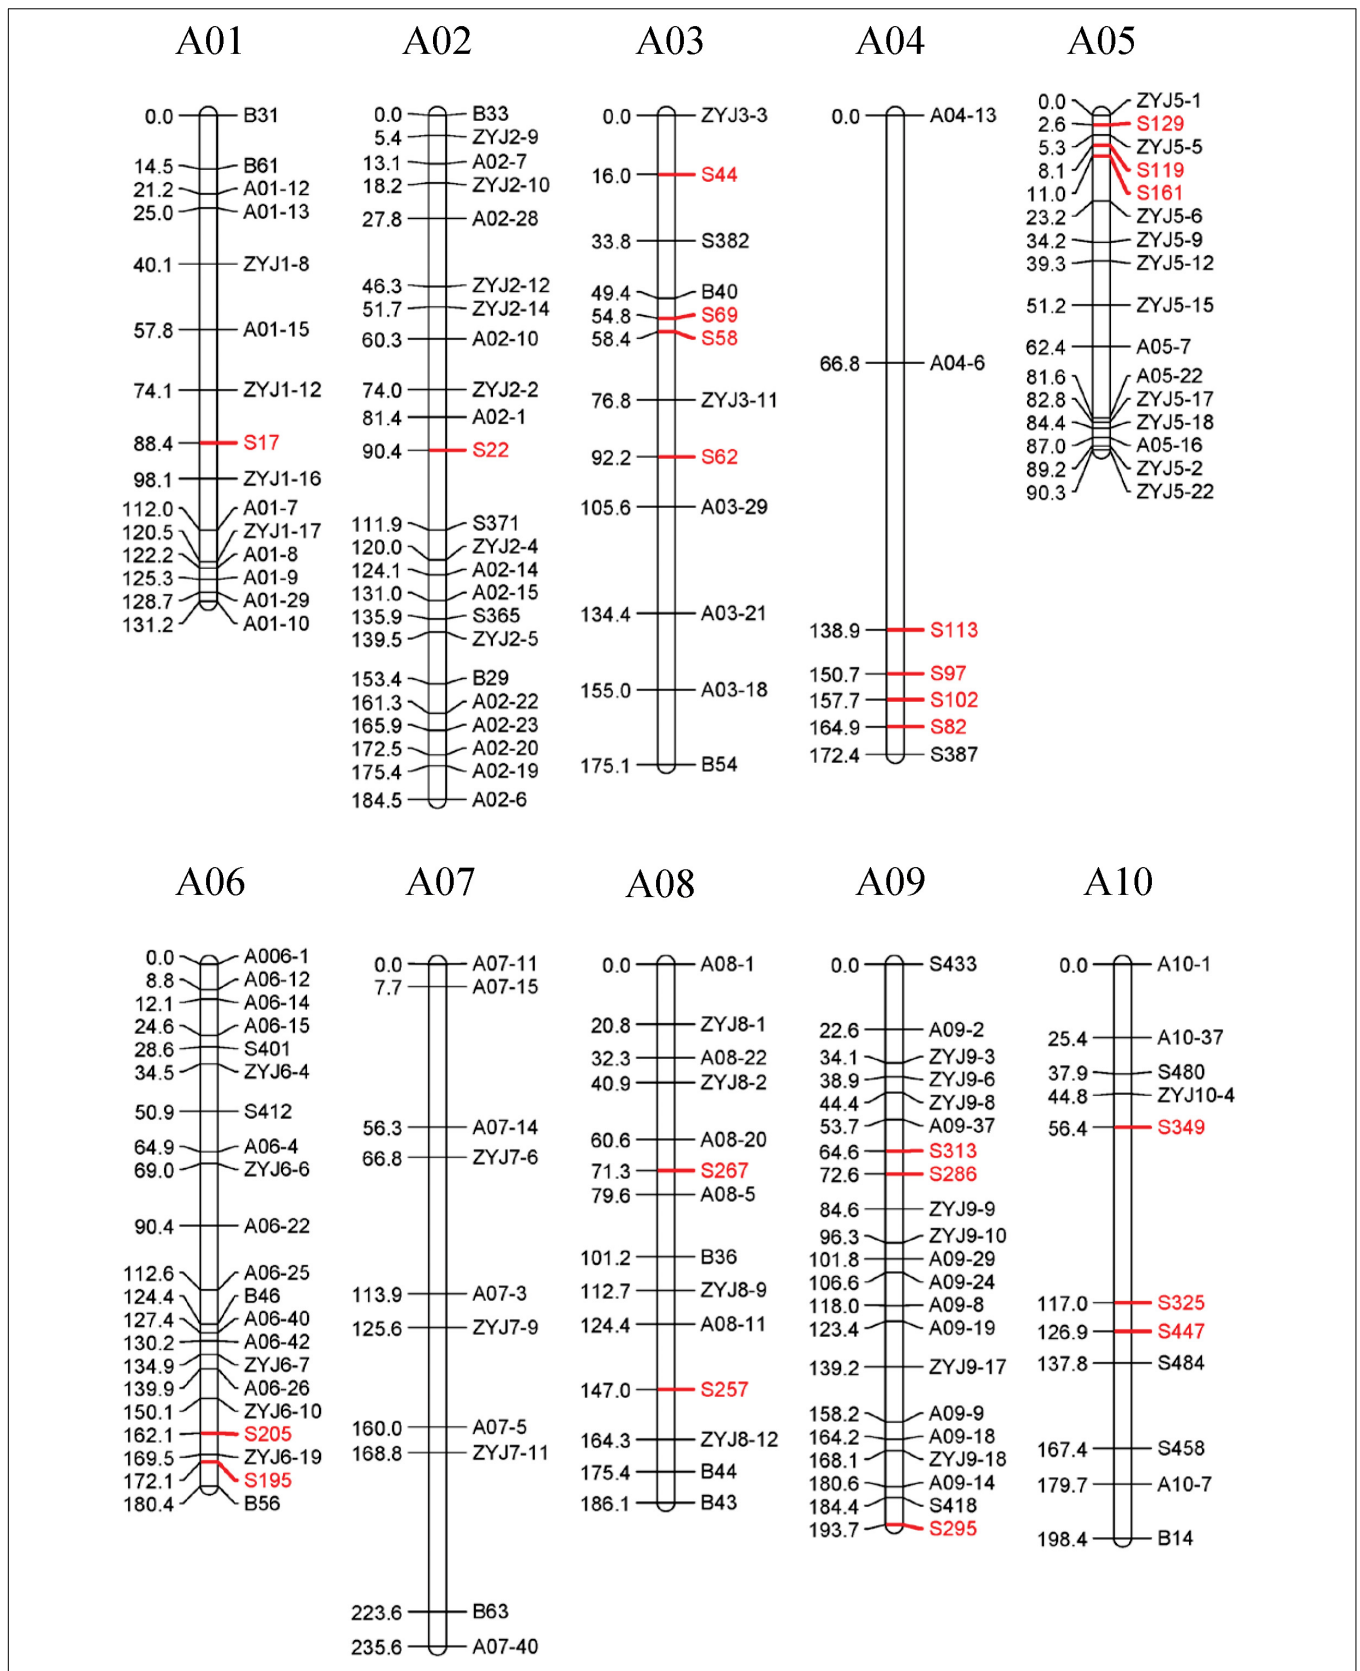 A01
0.0 B31
14.5 B61
21.2 A01-12
25.0 A01-13
40.1 ZYJ1-8
57.8 A01-15
74.1 ZYJ1-12
88.4 S17
98.1 ZYJ1-16
112.0 A01-7
120.5 ZYJ1-17
122.2 A01-8
125.3 A01-9
128.7 A01-29
131.2 A01-10
A02
0.0 B33
5.4 ZYJ2-9
13.1 A02-7
18.2 ZYJ2-10
27.8 A02-28
46.3 ZYJ2-12
51.7 ZYJ2-14
60.3 A02-10
74.0 ZYJ2-2
81.4 A02-1
90.4 S22
111.9 S371
120.0 ZYJ2-4
124.1 A02-14
131.0 A02-15
135.9 S365
139.5 ZYJ2-5
153.4 B29
161.3 A02-22
165.9 A02-23
172.5 A02-20
175.4 A02-19
184.5 A02-6
A03
0.0 ZYJ3-3
16.0 S44
33.8 S382
49.4 B40
54.8 S69
58.4 S58
76.8 ZYJ3-11
92.2 S62
105.6 A03-29
134.4 A03-21
155.0 A03-18
175.1 B54
A04
0.0 A04-13
66.8 A04-6
138.9 S113
150.7 S97
157.7 S102
164.9 S82
172.4 S387
A05
0.0 ZYJ5-1
2.6 S129
5.3 ZYJ5-5
8.1 S119
11.0 S161
23.2 ZYJ5-6
34.2 ZYJ5-9
39.3 ZYJ5-12
51.2 ZYJ5-15
62.4 A05-7
81.6 A05-22
82.8 ZYJ5-17
84.4 ZYJ5-18
87.0 A05-16
89.2 ZYJ5-2
90.3 ZYJ5-22
A06
0.0 A006-1
8.8 A06-12
12.1 A06-14
24.6 A06-15
28.6 S401
34.5 ZYJ6-4
50.9 S412
64.9 A06-4
69.0 ZYJ6-6
90.4 A06-22
112.6 A06-25
124.4 B46
127.4 A06-40
130.2 A06-42
134.9 ZYJ6-7
139.9 A06-26
150.1 ZYJ6-10
162.1 S205
169.5 ZYJ6-19
172.1 S195
180.4 B56
A07
0.0 A07-11
7.7 A07-15
56.3 A07-14
66.8 ZYJ7-6
113.9 A07-3
125.6 ZYJ7-9
160.0 A07-5
168.8 ZYJ7-11
223.6 B63
235.6 A07-40
A08
0.0 A08-1
20.8 ZYJ8-1
32.3 A08-22
40.9 ZYJ8-2
60.6 A08-20
71.3 S267
79.6 A08-5
101.2 B36
112.7 ZYJ8-9
124.4 A08-11
147.0 S257
164.3 ZYJ8-12
175.4 B44
186.1 B43
A09
0.0 S433
22.6 A09-2
34.1 ZYJ9-3
38.9 ZYJ9-6
44.4 ZYJ9-8
53.7 A09-37
64.6 S313
72.6 S286
84.6 ZYJ9-9
96.3 ZYJ9-10
101.8 A09-29
106.6 A09-24
118.0 A09-8
123.4 A09-19
139.2 ZYJ9-17
158.2 A09-9
164.2 A09-18
168.1 ZYJ9-18
180.6 A09-14
184.4 S418
193.7 S295
A10
0.0 A10-1
25.4 A10-37
37.9 S480
44.8 ZYJ10-4
56.4 S349
117.0 S325
126.9 S447
137.8 S484
167.4 S458
179.7 A10-7
198.4 B14